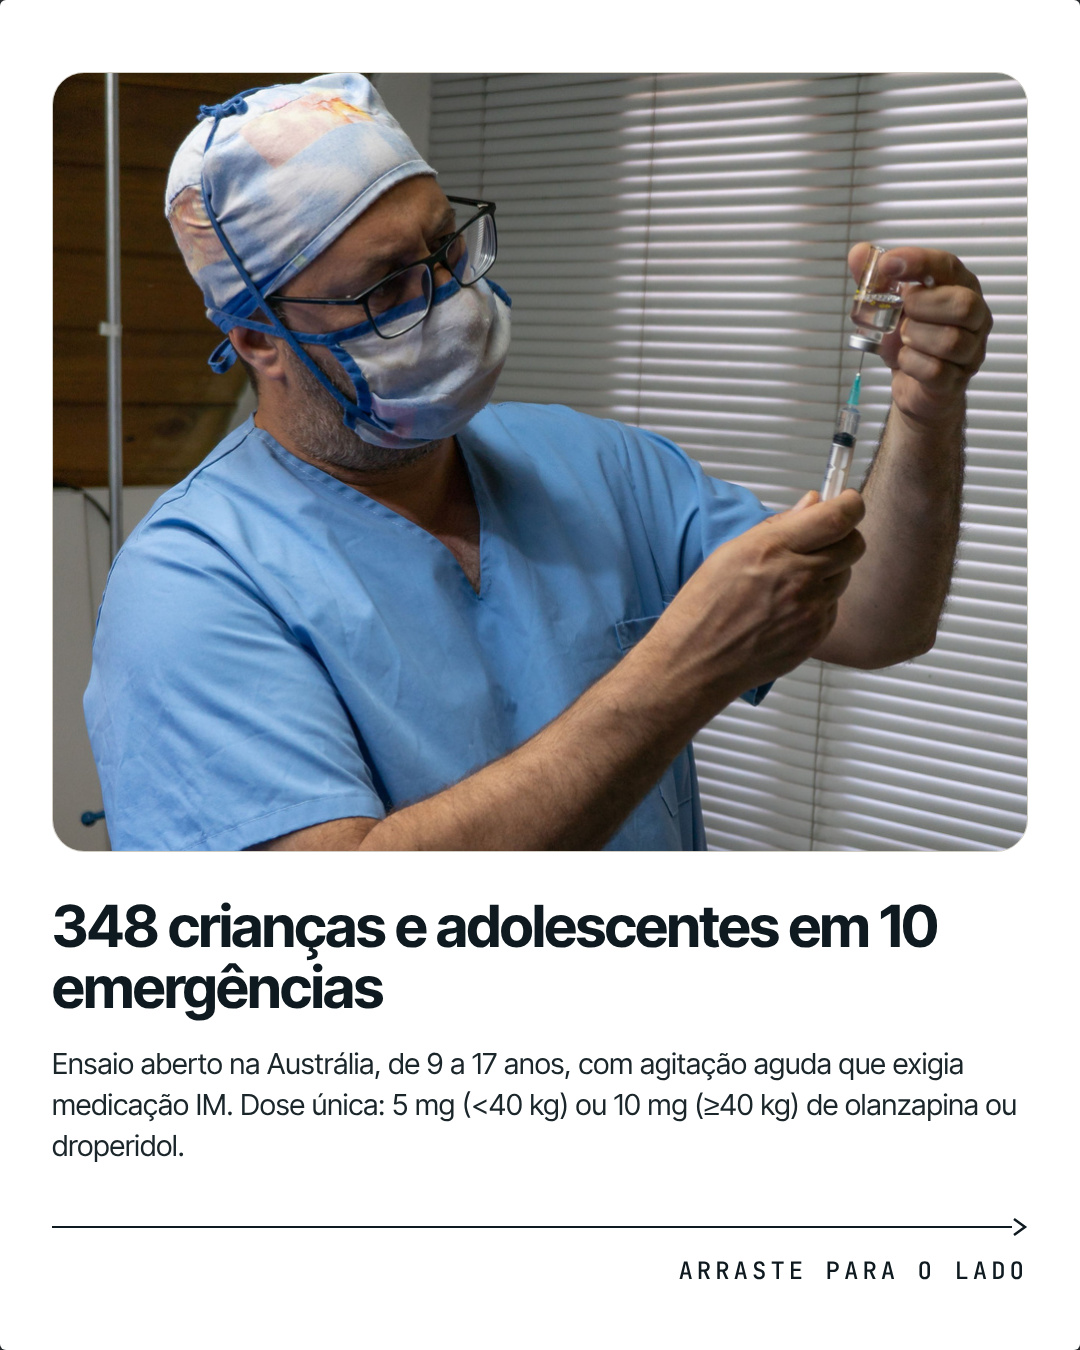 348 crianças e adolescentes em 10
emergências
Ensaio aberto na Austrália, de 9 a 17 anos, com agitação aguda que exigia
medicação IM. Dose única: 5 mg (<40 kg) ou 10 mg (≥40 kg) de olanzapina ou
droperidol.
ARRASTE PARA O LADO